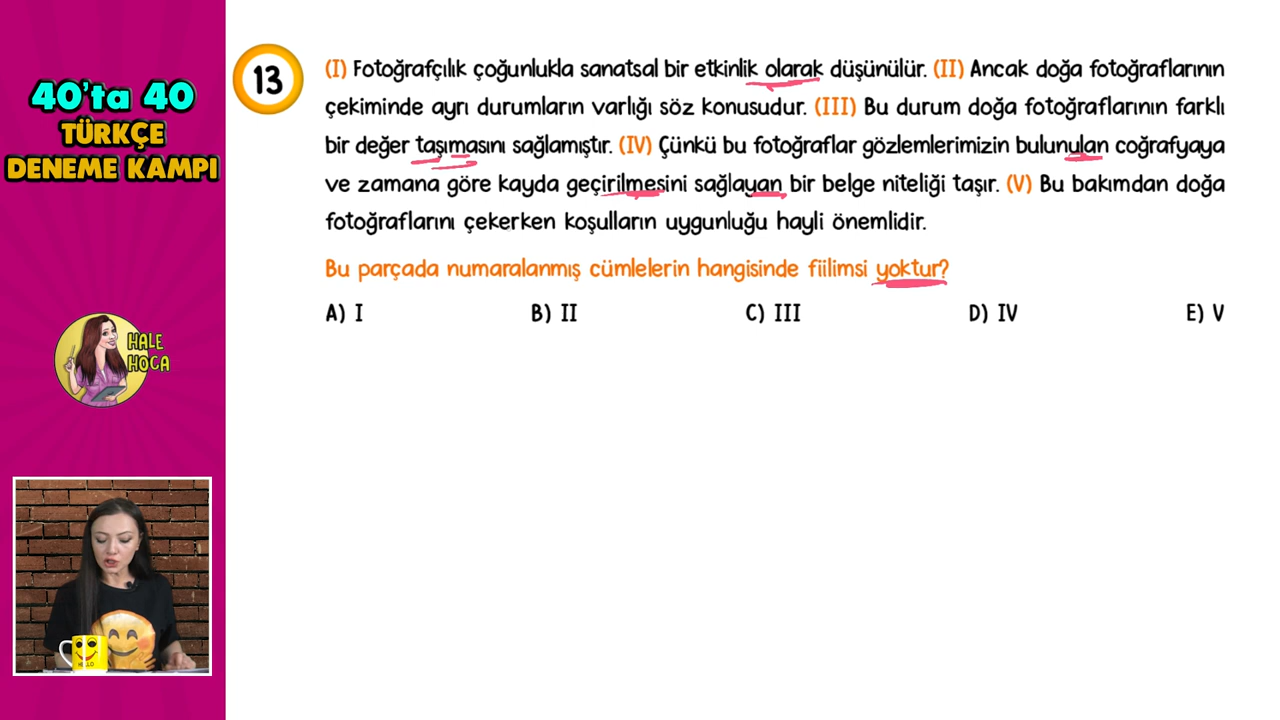 40'ta 40
TÜRKÇE
DENEME KAMPI
HALE
HOCA
HELLO
13
(I) Fotoğrafçılık çoğunlukla sanatsal bir etkinlik olarak düşünülür. (II) Ancak doğa fotoğraflarının
çekiminde ayrı durumların varlığı söz konusudur. (III) Bu durum doğa fotoğraflarının farklı
bir değer taşımasını sağlamıştır. (IV) Çünkü bu fotoğraflar gözlemlerimizin bulunulan coğrafyaya
ve zamana göre kayda geçirilmesini sağlayan bir belge niteliği taşır. (V) Bu bakımdan doğa
fotoğraflarını çekerken koşulların uygunluğu hayli önemlidir.
Bu parçada numaralanmış cümlelerin hangisinde fiilimsi yoktur?
A) I B) II C) III D) IV E) V